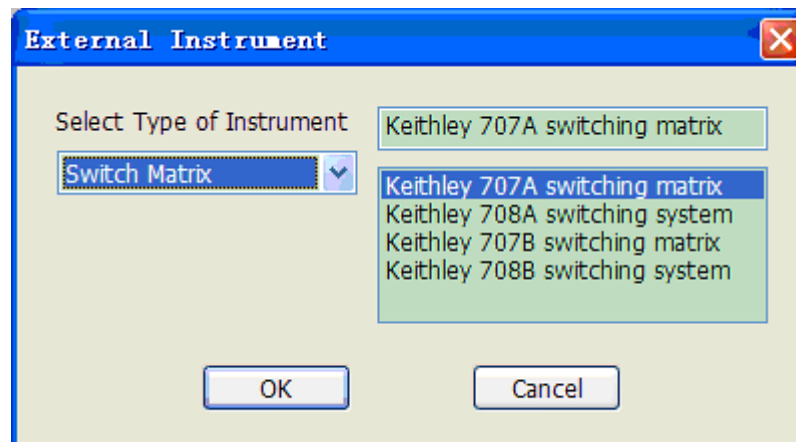 External Instrument
Select Type of Instrument
Switch Matrix
Keithley 707A switching matrix
Keithley 707A switching matrix
Keithley 708A switching system
Keithley 707B switching matrix
Keithley 708B switching system
OK
Cancel